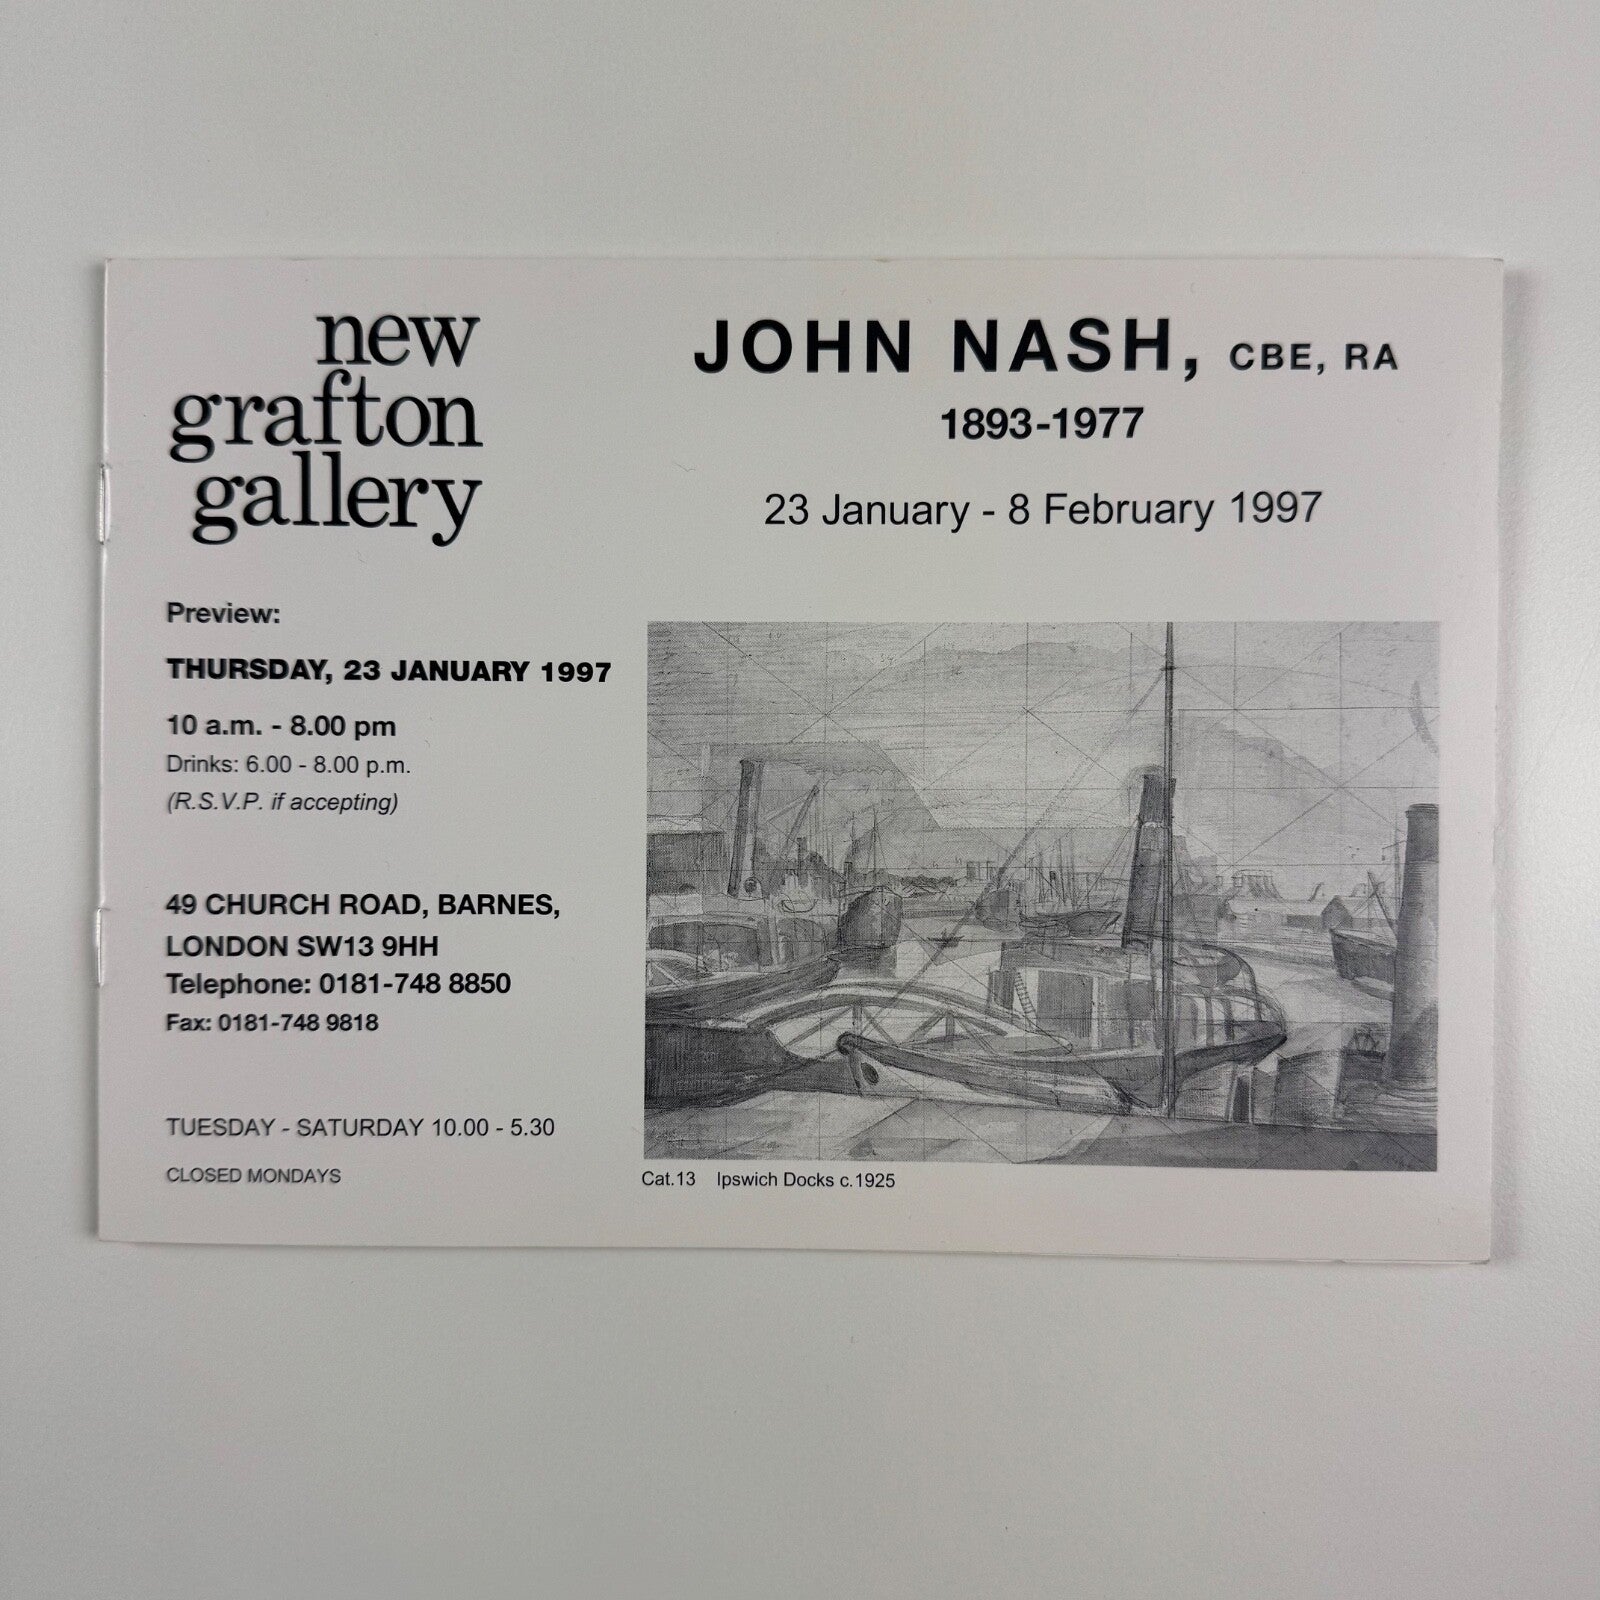 new
grafton
gallery
JOHN NASH, CBE, RA
1893-1977
23 January - 8 February 1997
Preview:
THURSDAY, 23 JANUARY 1997
10 a.m. - 8.00 pm
Drinks: 6.00 - 8.00 p.m.
(R.S.V.P. if accepting)
49 CHURCH ROAD, BARNES,
LONDON SW13 9HH
Telephone: 0181-748 8850
Fax: 0181-748 9818
TUESDAY - SATURDAY 10.00 - 5.30
CLOSED MONDAYS
Cat.13 Ipswich Docks c.1925